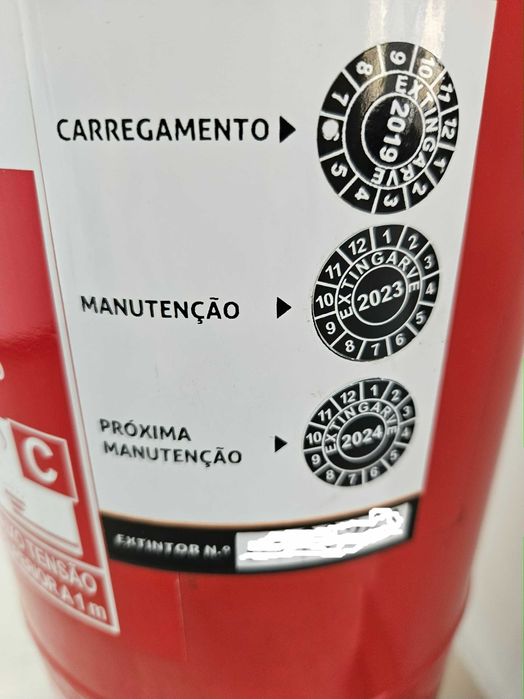 CARREGAMENTO
EXTINGARVE
2019
1 2 3 4 5 7 8 9 10 11 12
MANUTENÇÃO
EXTINGARVE
2023
1 2 3 4 5 6 7 8 9 10 11 12
PRÓXIMA
MANUTENÇÃO
EXTINGARVE
2024
1 2 3 4 5 6 7 8 9 10 11 12
C
TENSÃO
A 1 m
EXTINTOR N.º